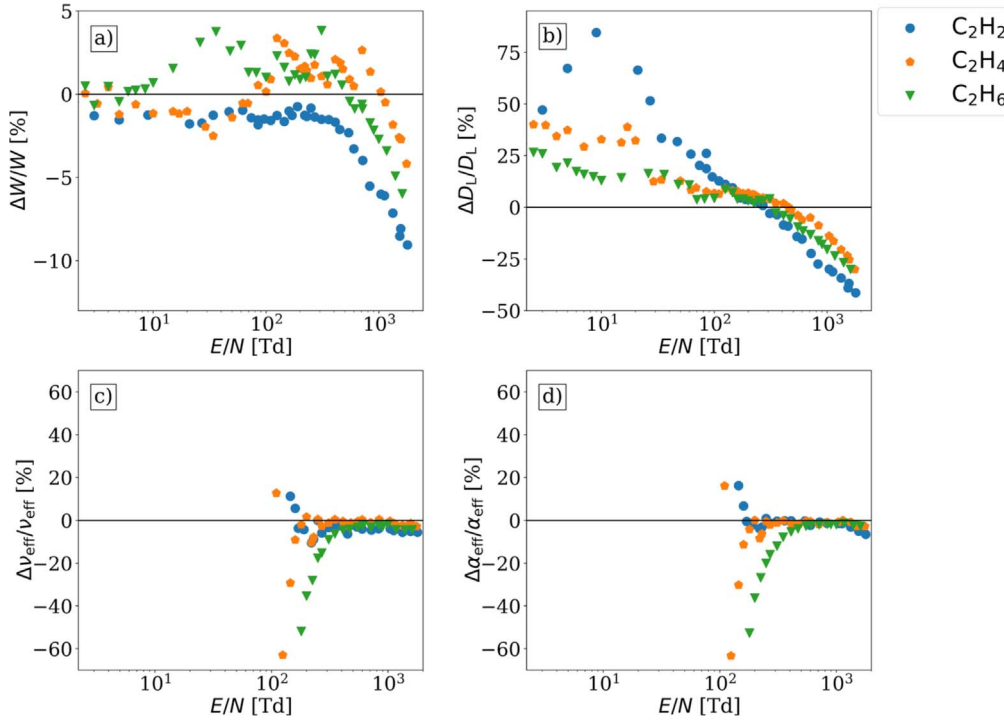 a)
5
0
−5
−10
ΔW/W [%]
10¹
10²
10³
E/N [Td]
b)
75
50
25
0
−25
−50
ΔD_L/D_L [%]
10¹
10²
10³
E/N [Td]
C₂H₂
C₂H₄
C₂H₆
c)
60
40
20
0
−20
−40
−60
Δν_eff/ν_eff [%]
10¹
10²
10³
E/N [Td]
d)
60
40
20
0
−20
−40
−60
Δα_eff/α_eff [%]
10¹
10²
10³
E/N [Td]